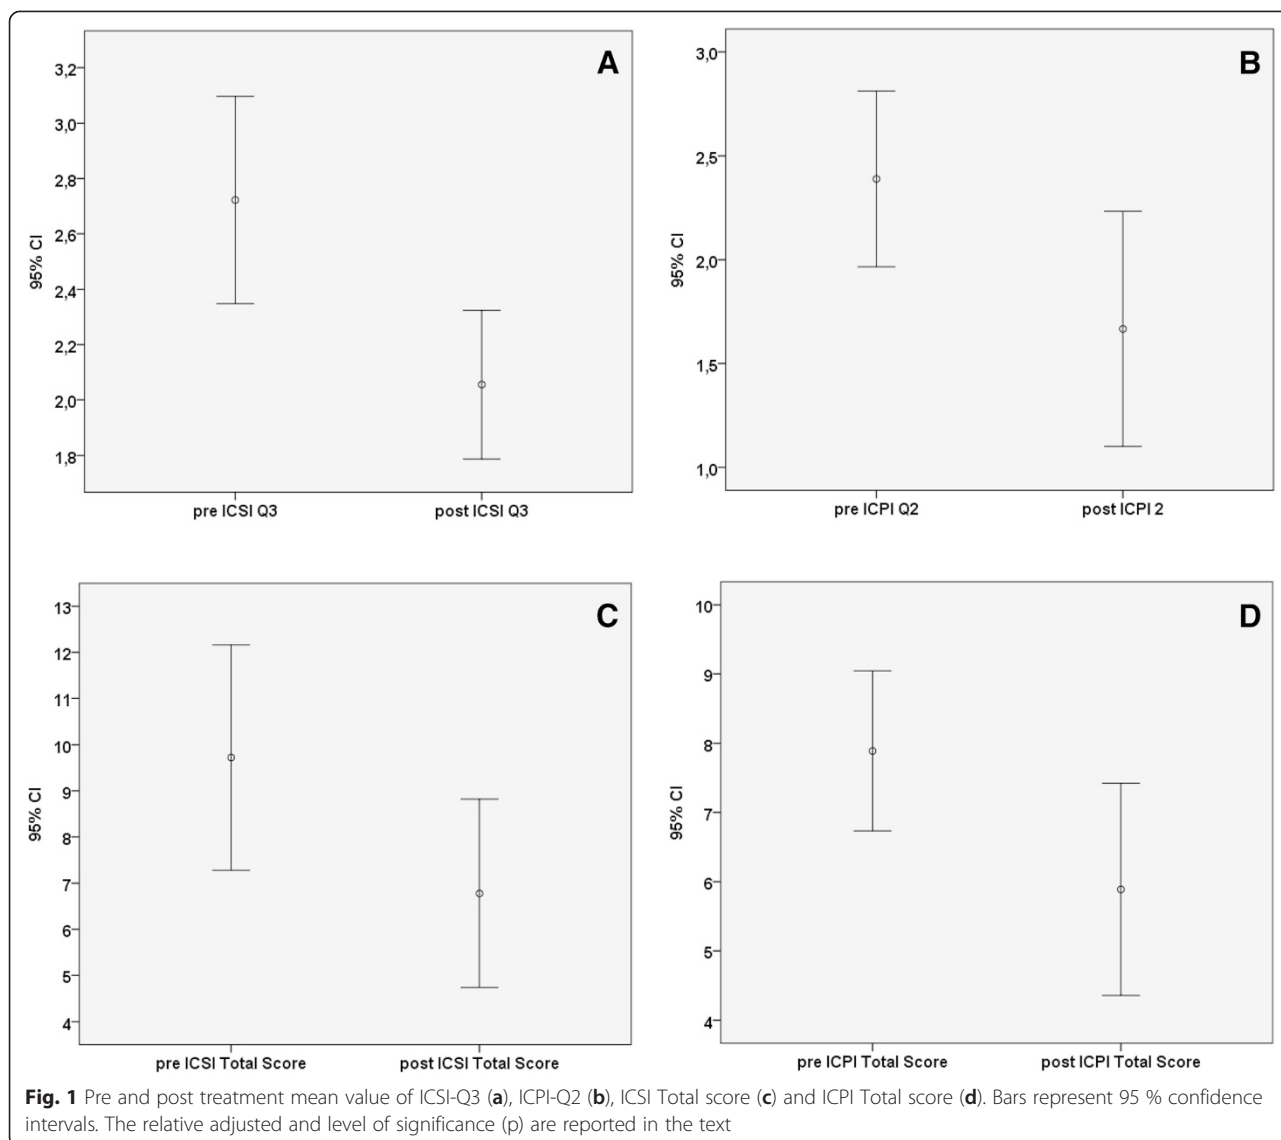 A
3,2
3,0
2,8
2,6
2,4
2,2
2,0
1,8
95% CI
pre ICSI Q3
post ICSI Q3
B
3,0
2,5
2,0
1,5
1,0
95% CI
pre ICPI Q2
post ICPI 2
C
13
12
11
10
9
8
7
6
5
4
95% CI
pre ICSI Total Score
post ICSI Total Score
D
10
9
8
7
6
5
4
95% CI
pre ICPI Total Score
post ICPI Total Score
Fig. 1 Pre and post treatment mean value of ICSI-Q3 (a), ICPI-Q2 (b), ICSI Total score (c) and ICPI Total score (d). Bars represent 95 % confidence
intervals. The relative adjusted and level of significance (p) are reported in the text